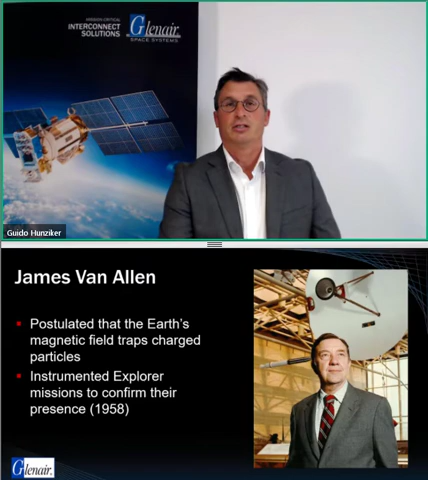 MISSION CRITICAL
INTERCONNECT
SOLUTIONS
Glenair.
SPACE SYSTEMS
Guido Hunziker
James Van Allen
Postulated that the Earth's
magnetic field traps charged
particles
Instrumented Explorer
missions to confirm their
presence (1958)
Glenair.